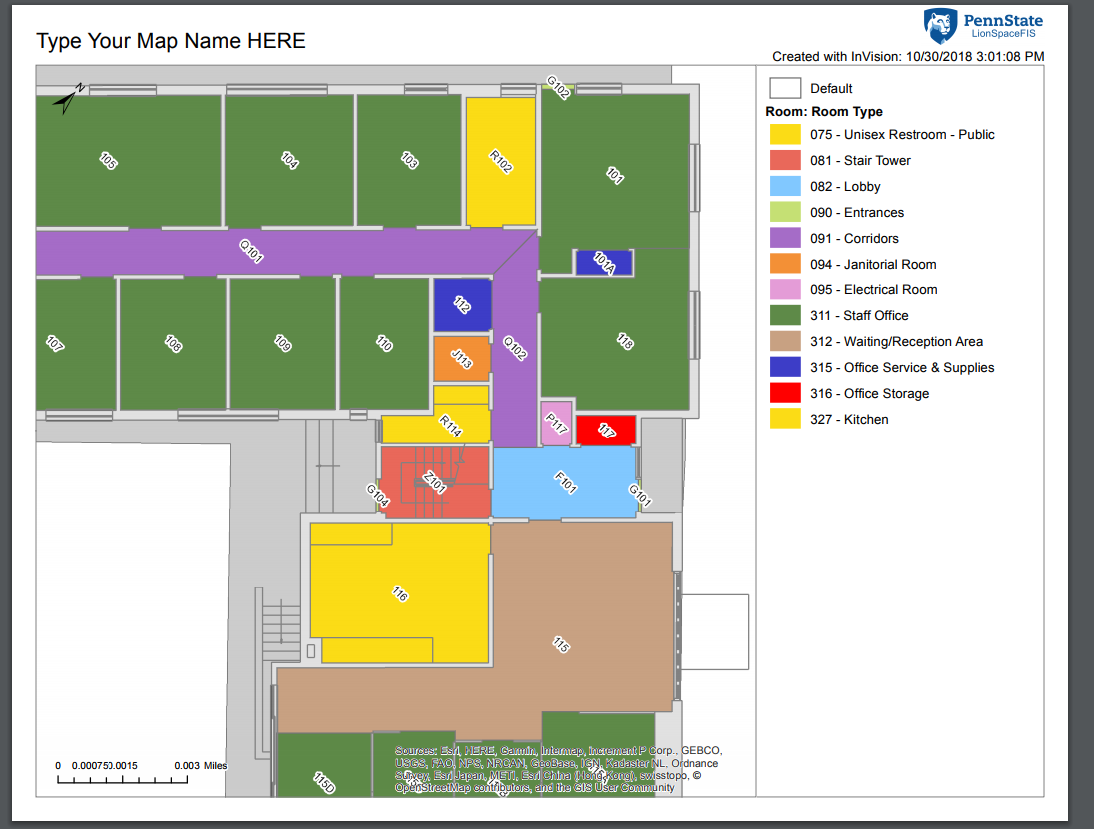 Type Your Map Name HERE
PennState
LionSpaceFIS
Created with InVision: 10/30/2018 3:01:08 PM
N
G102
105
104
103
R102
101
Q101
101A
107
108
109
110
112
J113
Q102
118
R114
P117
117
G104
Z101
F101
G101
116
115
115D
0 0.000750.0015 0.003 Miles
Sources: Esri, HERE, Garmin, Intermap, increment P Corp., GEBCO,
USGS, FAO, NPS, NRCAN, GeoBase, IGN, Kadaster NL, Ordnance
Survey, Esri Japan, METI, Esri China (Hong Kong), swisstopo, ©
OpenStreetMap contributors, and the GIS User Community
Default
Room: Room Type
075 - Unisex Restroom - Public
081 - Stair Tower
082 - Lobby
090 - Entrances
091 - Corridors
094 - Janitorial Room
095 - Electrical Room
311 - Staff Office
312 - Waiting/Reception Area
315 - Office Service & Supplies
316 - Office Storage
327 - Kitchen